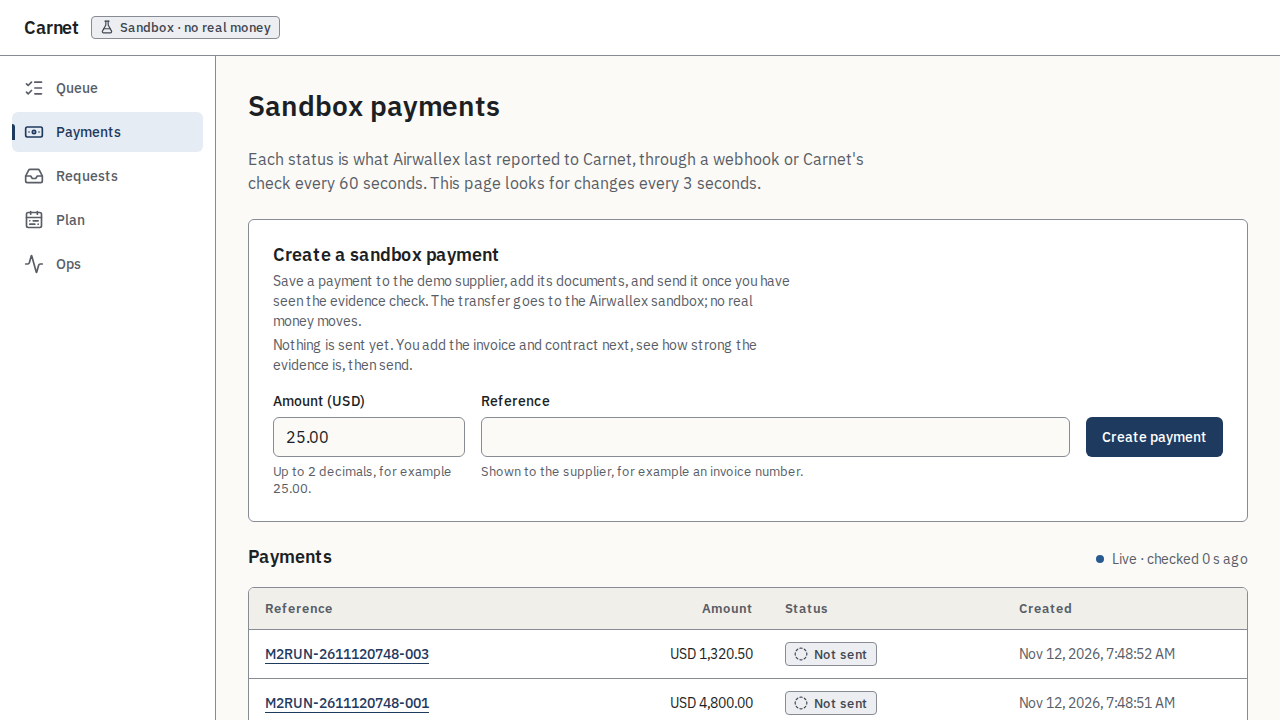 Carnet
Sandbox · no real money
Queue
Payments
Requests
Plan
Ops
Sandbox payments
Each status is what Airwallex last reported to Carnet, through a webhook or Carnet's
check every 60 seconds. This page looks for changes every 3 seconds.
Create a sandbox payment
Save a payment to the demo supplier, add its documents, and send it once you have
seen the evidence check. The transfer goes to the Airwallex sandbox; no real
money moves.
Nothing is sent yet. You add the invoice and contract next, see how strong the
evidence is, then send.
Amount (USD)
Reference
25.00
Create payment
Up to 2 decimals, for example
25.00.
Shown to the supplier, for example an invoice number.
Payments
Live · checked 0 s ago
Reference Amount Status Created
M2RUN-2611120748-003 USD 1,320.50 Not sent Nov 12, 2026, 7:48:52 AM
M2RUN-2611120748-001 USD 4,800.00 Not sent Nov 12, 2026, 7:48:51 AM